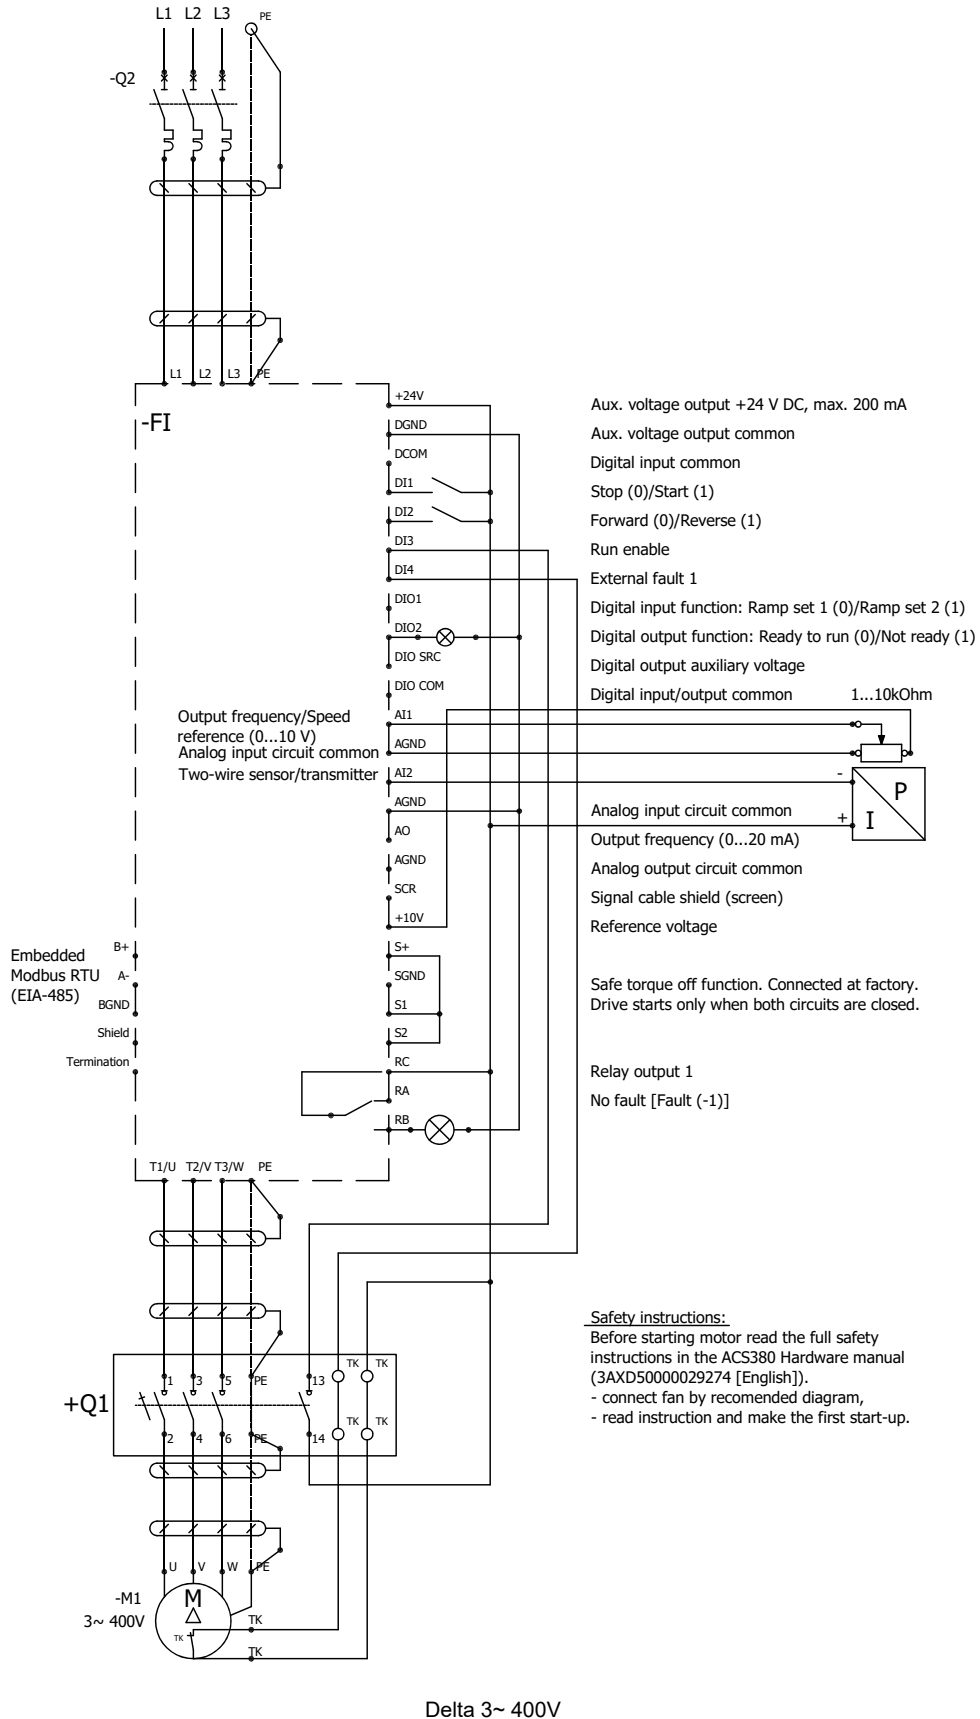 L1 L2 L3 PE
-Q2
L1 L2 L3 PE
-FI
+24V
Aux. voltage output +24 V DC, max. 200 mA
DGND
Aux. voltage output common
DCOM
Digital input common
DI1
Stop (0)/Start (1)
DI2
Forward (0)/Reverse (1)
DI3
Run enable
DI4
External fault 1
DIO1
Digital input function: Ramp set 1 (0)/Ramp set 2 (1)
DIO2
Digital output function: Ready to run (0)/Not ready (1)
DIO SRC
Digital output auxiliary voltage
DIO COM
Digital input/output common
1...10kOhm
Output frequency/Speed
reference (0...10 V)
AI1
Analog input circuit common
AGND
Two-wire sensor/transmitter
AI2
-
P
+
I
AGND
Analog input circuit common
AO
Output frequency (0...20 mA)
AGND
Analog output circuit common
SCR
Signal cable shield (screen)
+10V
Reference voltage
Embedded
Modbus RTU
(EIA-485)
B+
A-
BGND
Shield
Termination
S+
SGND
S1
S2
Safe torque off function. Connected at factory.
Drive starts only when both circuits are closed.
RC
Relay output 1
RA
No fault [Fault (-1)]
RB
T1/U T2/V T3/W PE
Safety instructions:
Before starting motor read the full safety
instructions in the ACS380 Hardware manual
(3AXD50000029274 [English]).
- connect fan by recomended diagram,
- read instruction and make the first start-up.
+Q1
1 3 5 PE 13 TK TK
2 4 6 PE 14 TK TK
U V W PE
-M1
3~ 400V
M
TK
TK
TK
Delta 3~ 400V